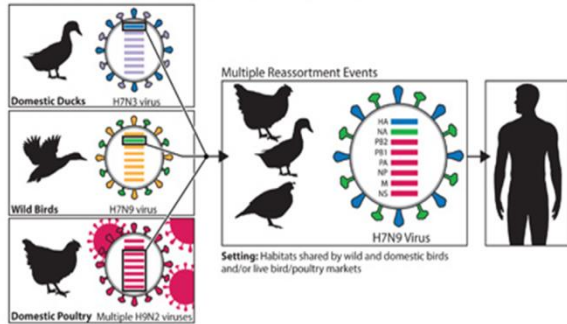 Domestic Ducks
H7N3 virus
Wild Birds
H7N9 virus
Domestic Poultry
Multiple H9N2 viruses
Multiple Reassortment Events
HA
NA
PB2
PB1
PA
NP
M
NS
H7N9 Virus
Setting: Habitats shared by wild and domestic birds
and/or live bird/poultry markets